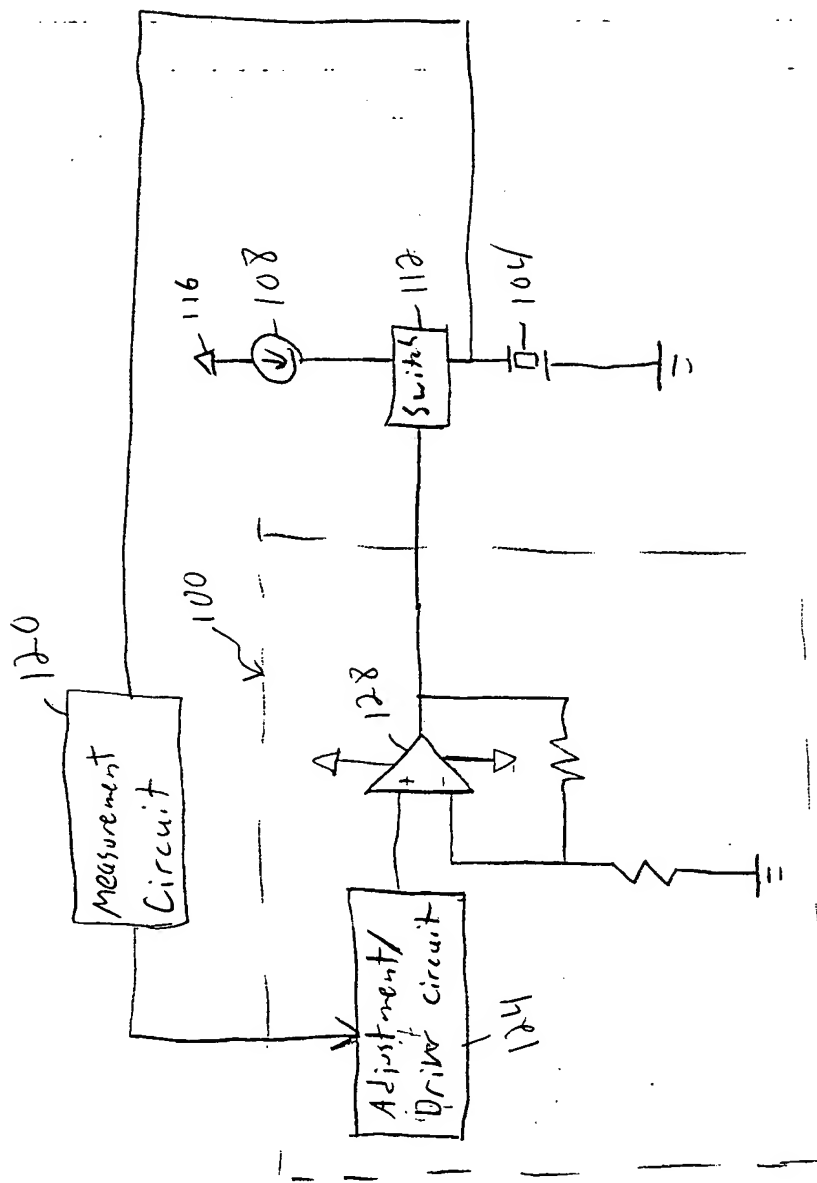 120
Measurement
Circuit
100
116
108
112
Switch
104
128
+
-
Adjustment/
Driver circuit
124